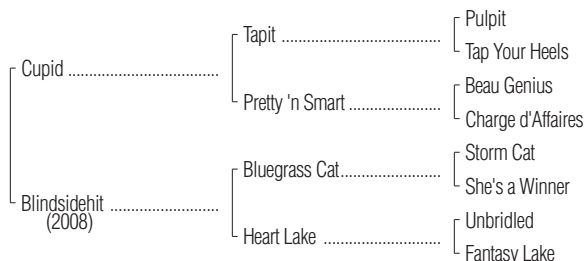 Pulpit
Tapit ................................................
Tap Your Heels
Cupid ..............................................
Beau Genius
Pretty 'n Smart ............................
Charge d'Affaires
Storm Cat
Bluegrass Cat..............................
She's a Winner
Blindsidehit .................................
(2008)
Unbridled
Heart Lake ...................................
Fantasy Lake